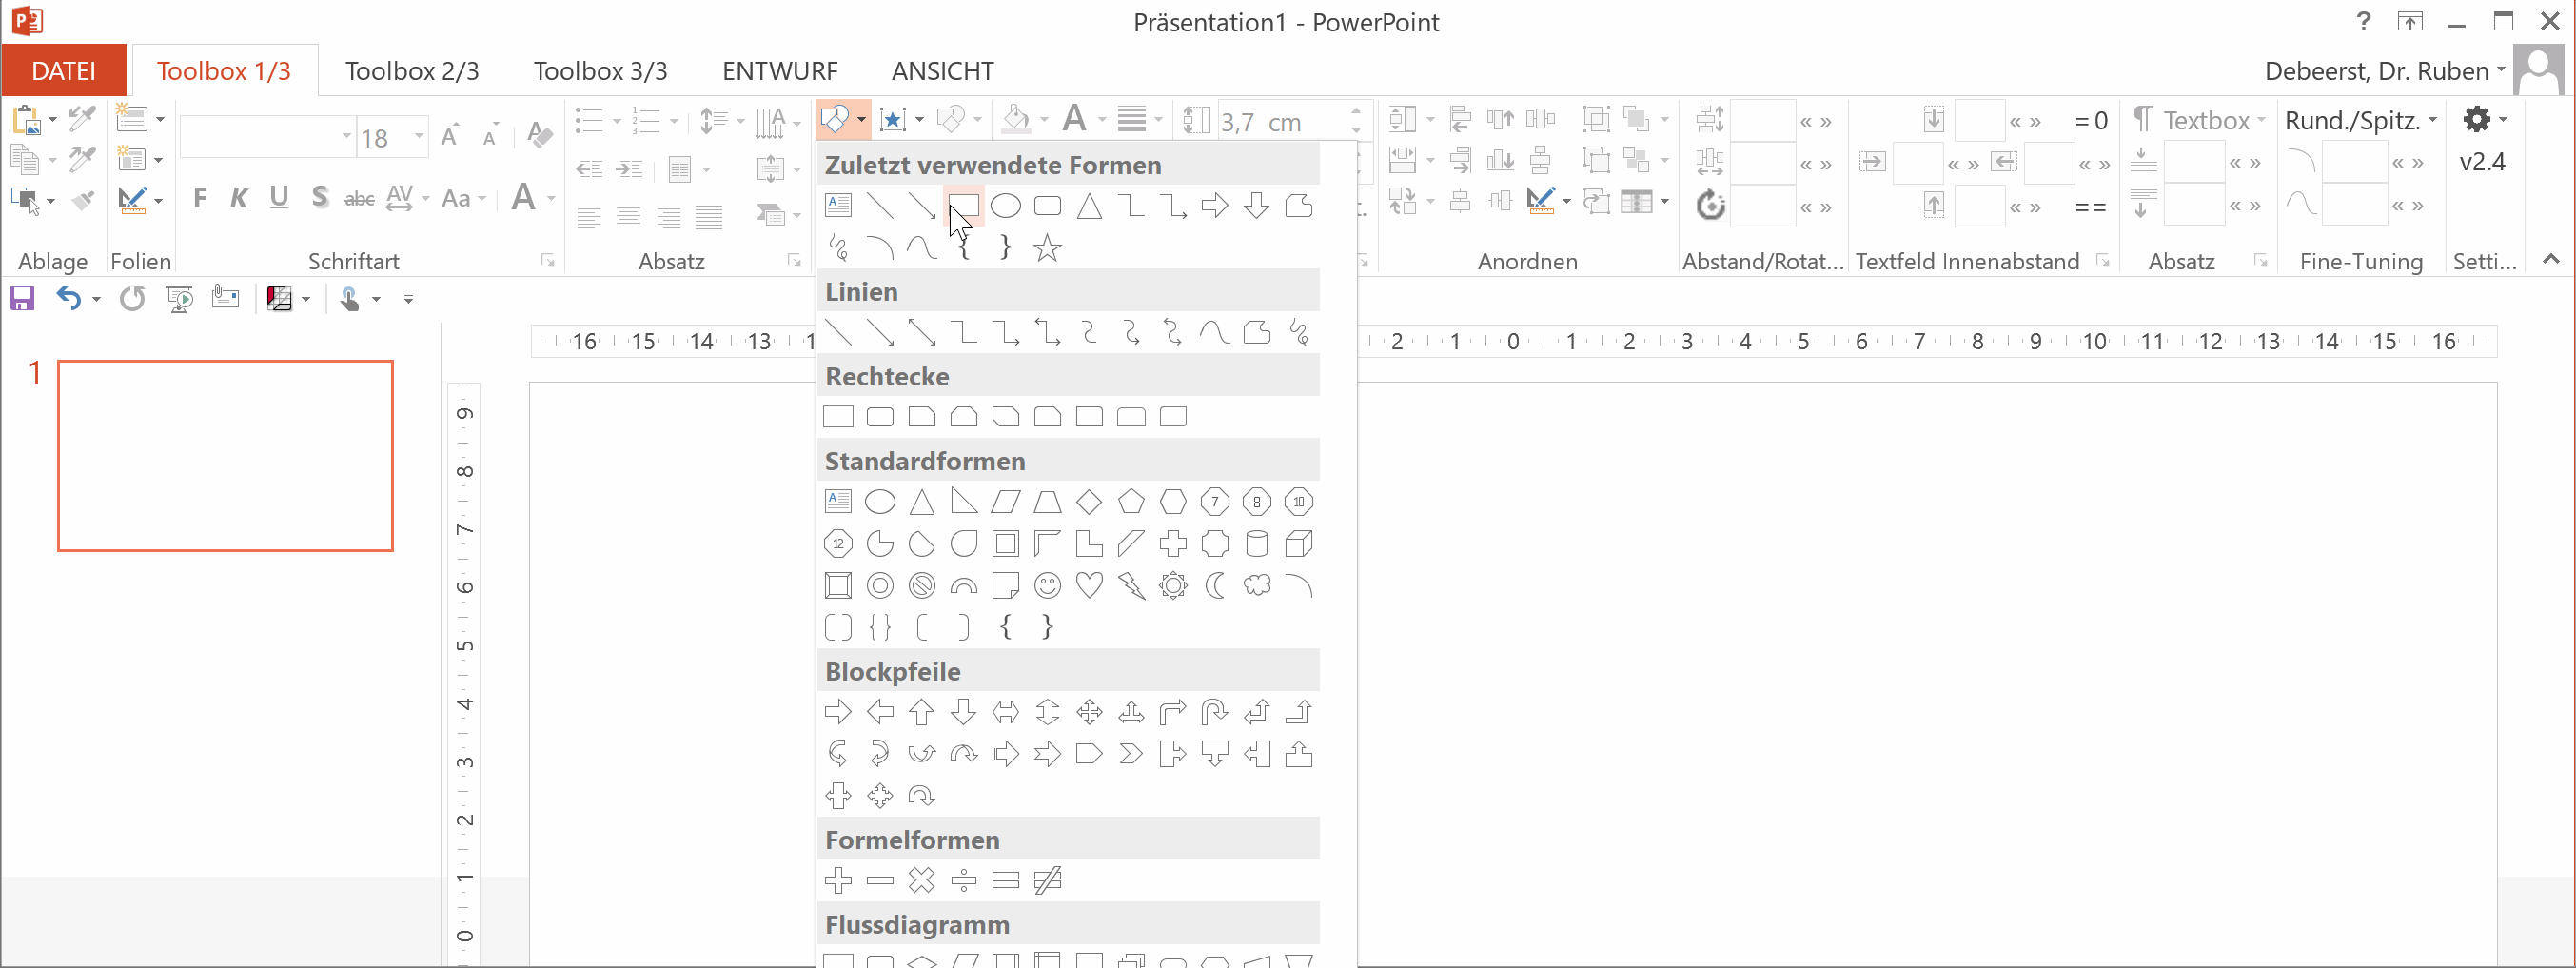 Präsentation1 - PowerPoint
?
DATEI
Toolbox 1/3
Toolbox 2/3
Toolbox 3/3
ENTWURF
ANSICHT
Debeerst, Dr. Ruben
18
3,7 cm
« »
« »
= 0
Textbox
Rund./Spitz.
« »
« »
« »
« »
« »
v2.4
F K U S abc AV Aa A
« »
« »
==
« »
« »
Ablage
Folien
Schriftart
Absatz
Anordnen
Abstand/Rotat...
Textfeld Innenabstand
Absatz
Fine-Tuning
Setti...
Zuletzt verwendete Formen
Linien
Rechtecke
Standardformen
7 8 10
12
Blockpfeile
Formelformen
Flussdiagramm
1
16 15 14 13 1
2 1 0 1 2 3 4 5 6 7 8 9 10 11 12 13 14 15 16
9
8
7
6
5
4
3
2
1
0